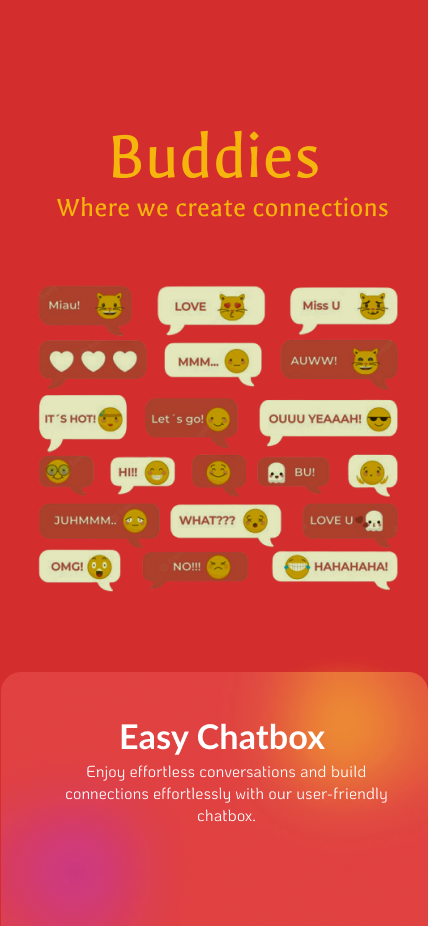 Buddies
Where we create connections
Miau!
LOVE
Miss U
MMM...
AUWW!
IT´S HOT!
Let´s go!
OUUU YEAAAH!
HI!!
BU!
JUHMMM..
WHAT???
LOVE U
OMG!
NO!!!
HAHAHAHA!
Easy Chatbox
Enjoy effortless conversations and build
connections effortlessly with our user-friendly
chatbox.